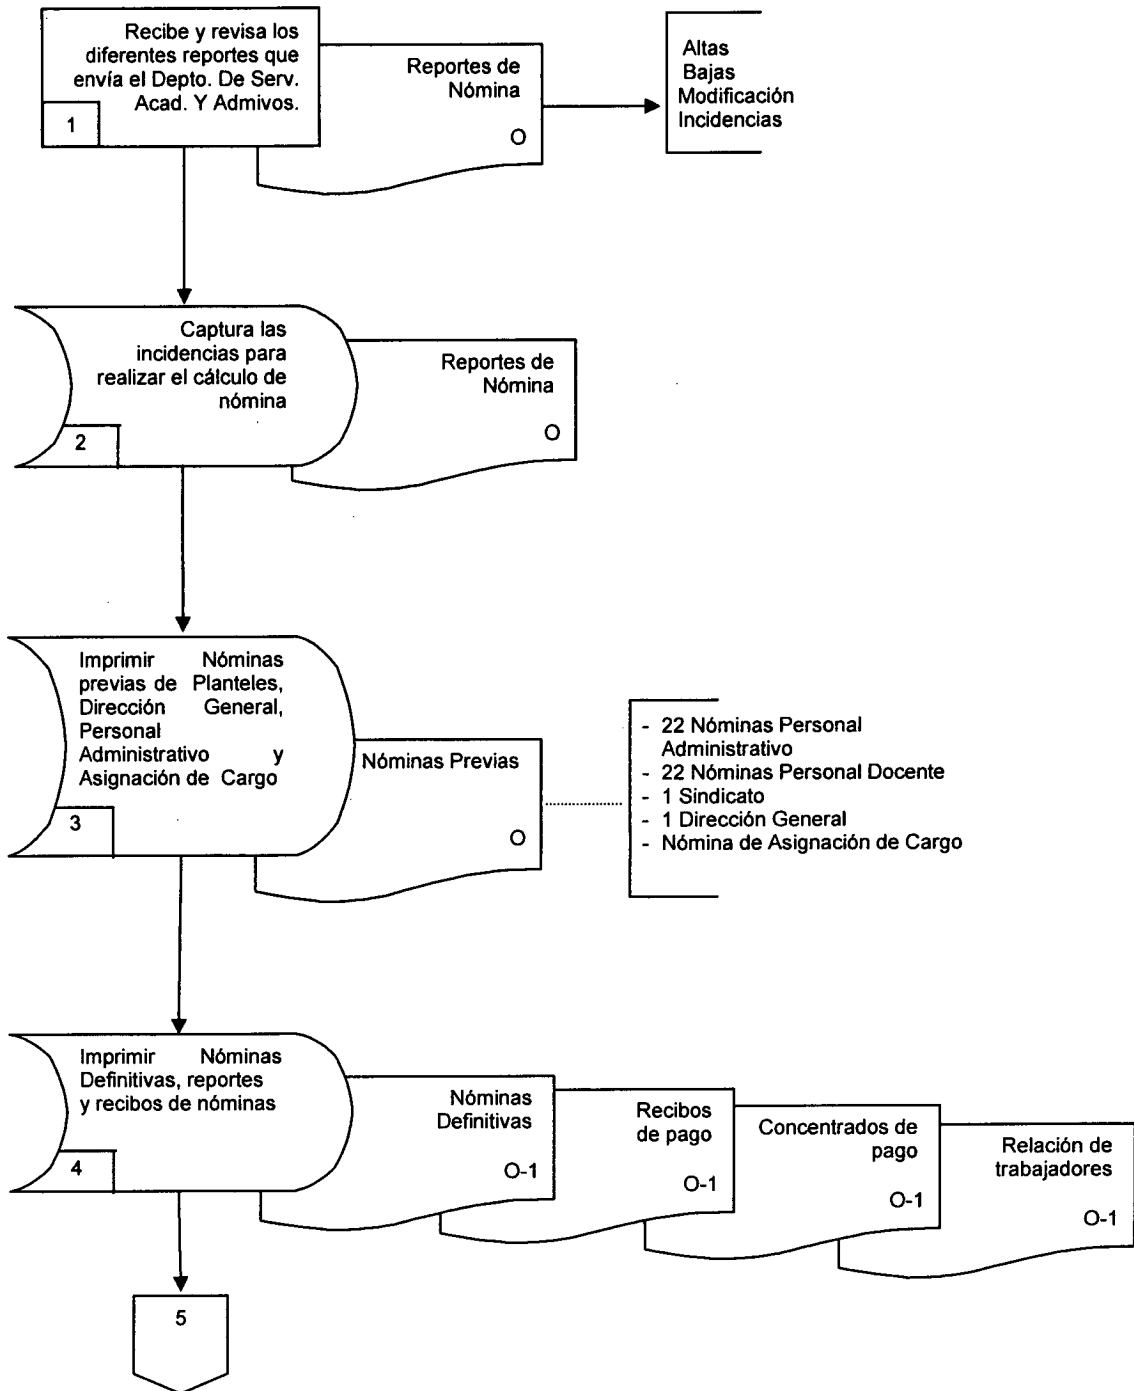 Recibe y revisa los
diferentes reportes que
envía el Depto. De Serv.
Acad. Y Admivos.
1
Reportes de
Nómina
O
Altas
Bajas
Modificación
Incidencias
Captura las
incidencias para
realizar el cálculo de
nómina
2
Reportes de
Nómina
O
Imprimir Nóminas
previas de Planteles,
Dirección General,
Personal
Administrativo y
Asignación de Cargo
3
Nóminas Previas
O
- 22 Nóminas Personal
Administrativo
- 22 Nóminas Personal Docente
- 1 Sindicato
- 1 Dirección General
- Nómina de Asignación de Cargo
Imprimir Nóminas
Definitivas, reportes
y recibos de nóminas
4
Nóminas
Definitivas
O-1
Recibos
de pago
O-1
Concentrados de
pago
O-1
Relación de
trabajadores
O-1
5